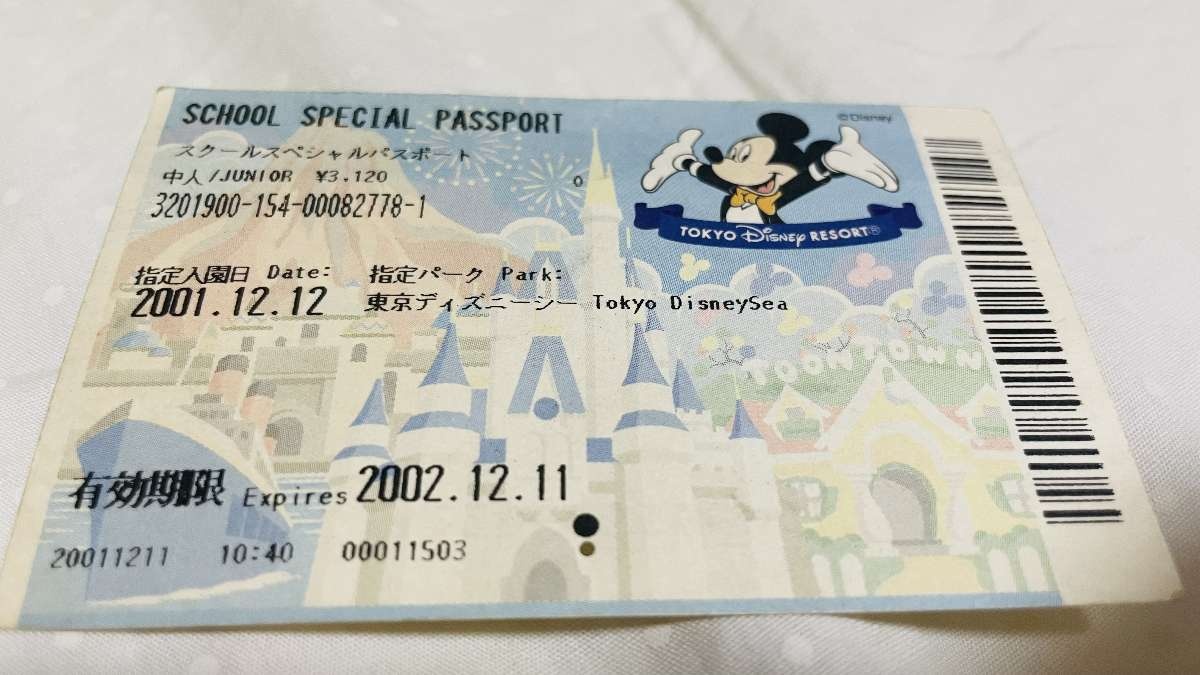 SCHOOL SPECIAL PASSPORT
©Disney
スクールスペシャルパスポート
中人/JUNIOR ¥3,120
0
3201900-154-00082778-1
TOKYO Disney RESORT®
指定入園日 Date: 指定パーク Park:
2001.12.12 東京ディズニーシー Tokyo DisneySea
TOONTOWN
有効期限 Expires 2002.12.11
20011211 10:40 00011503